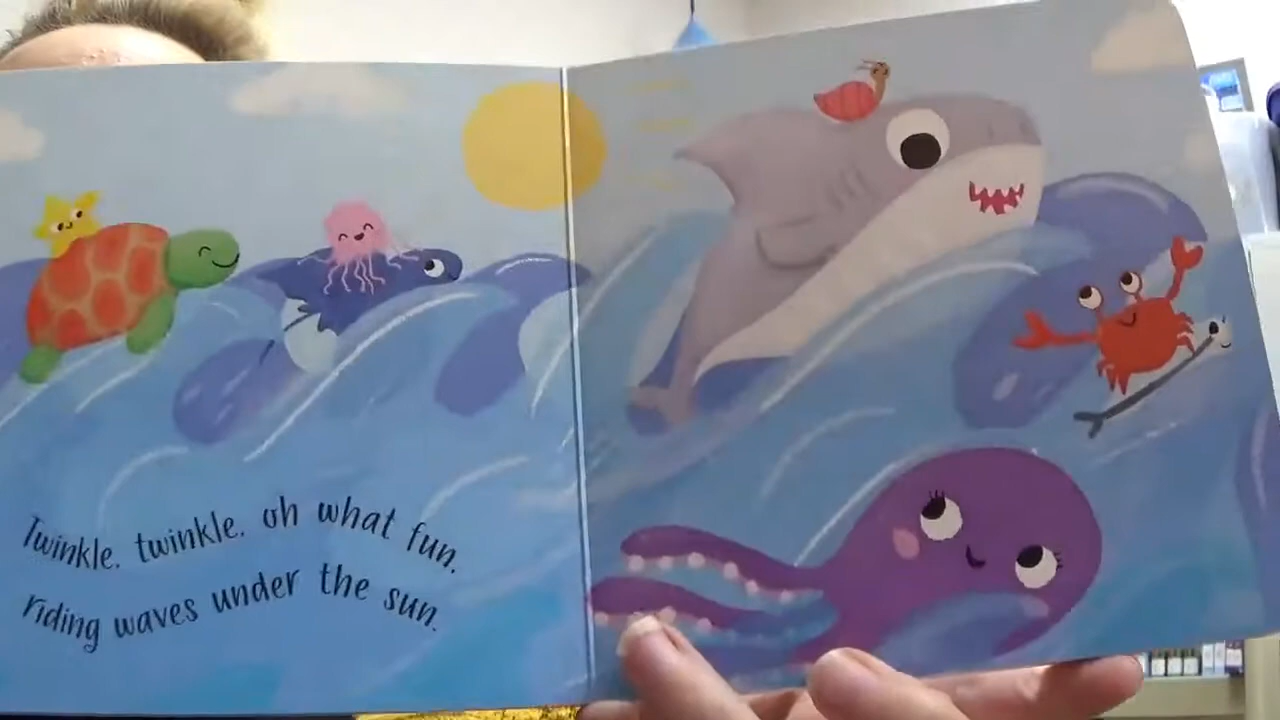 Twinkle, twinkle, oh what fun,
riding waves under the sun.